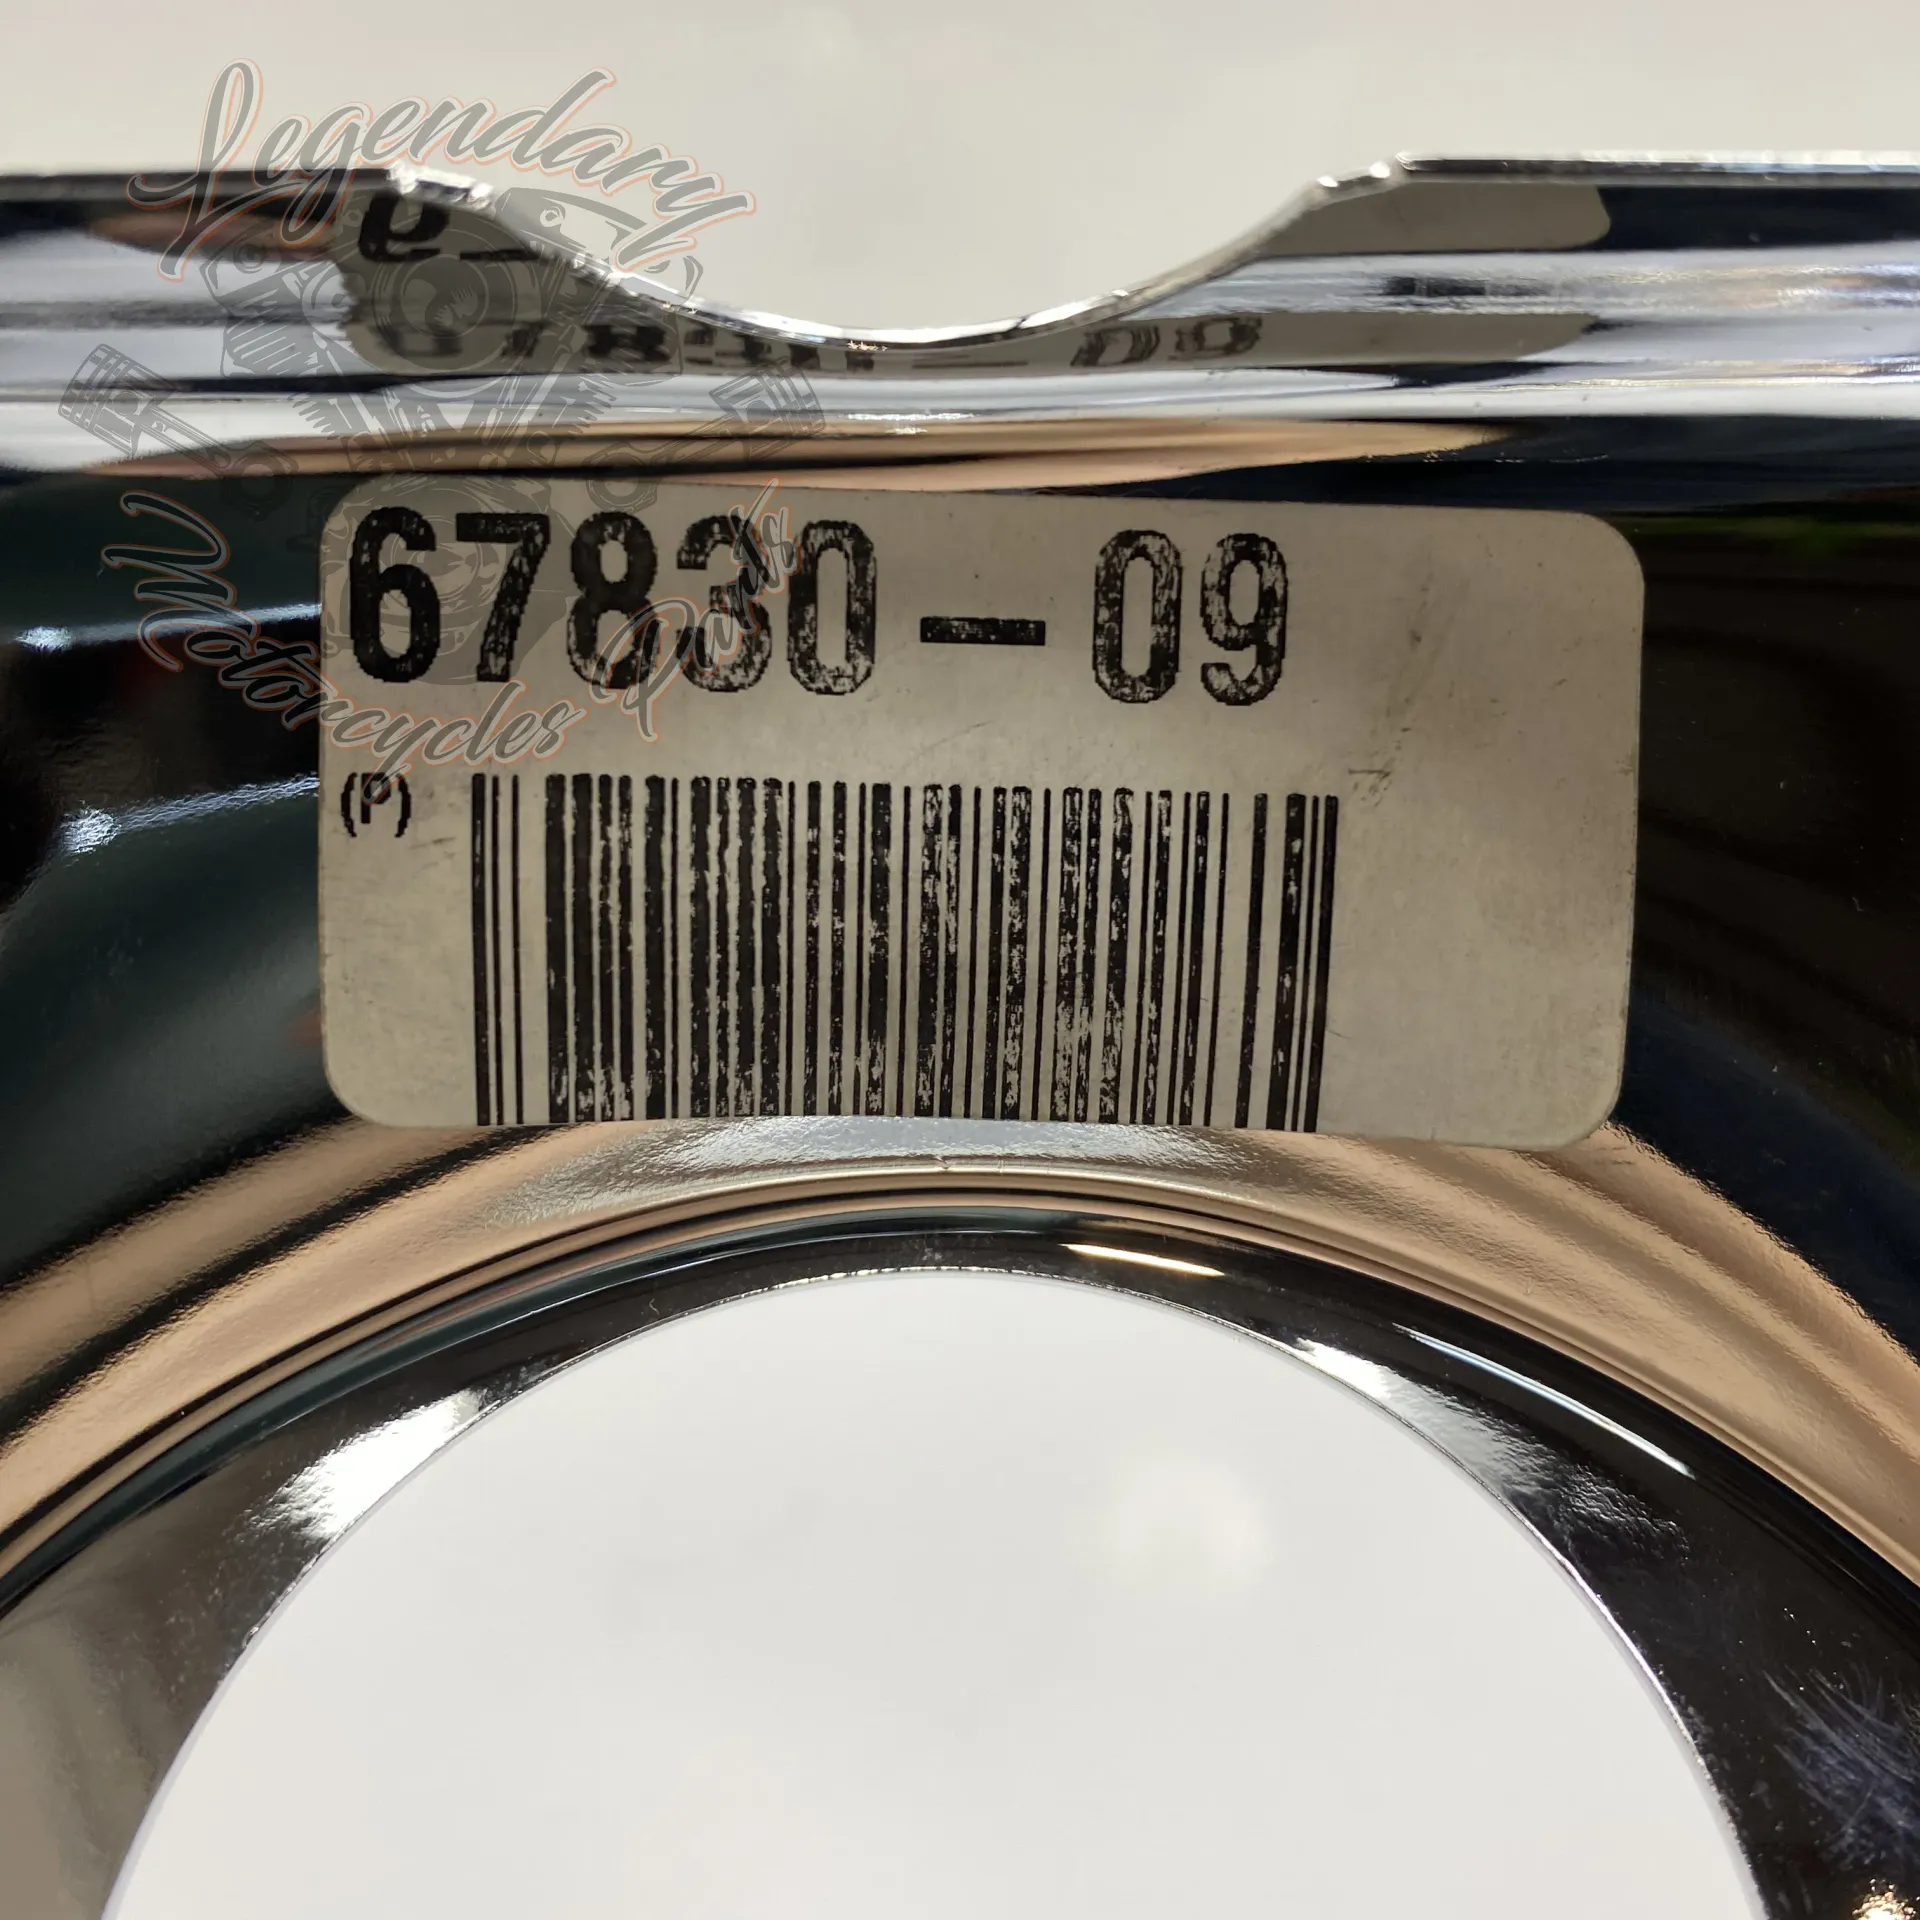 Legendary
Motorcycles Parts
67830-09
(P)